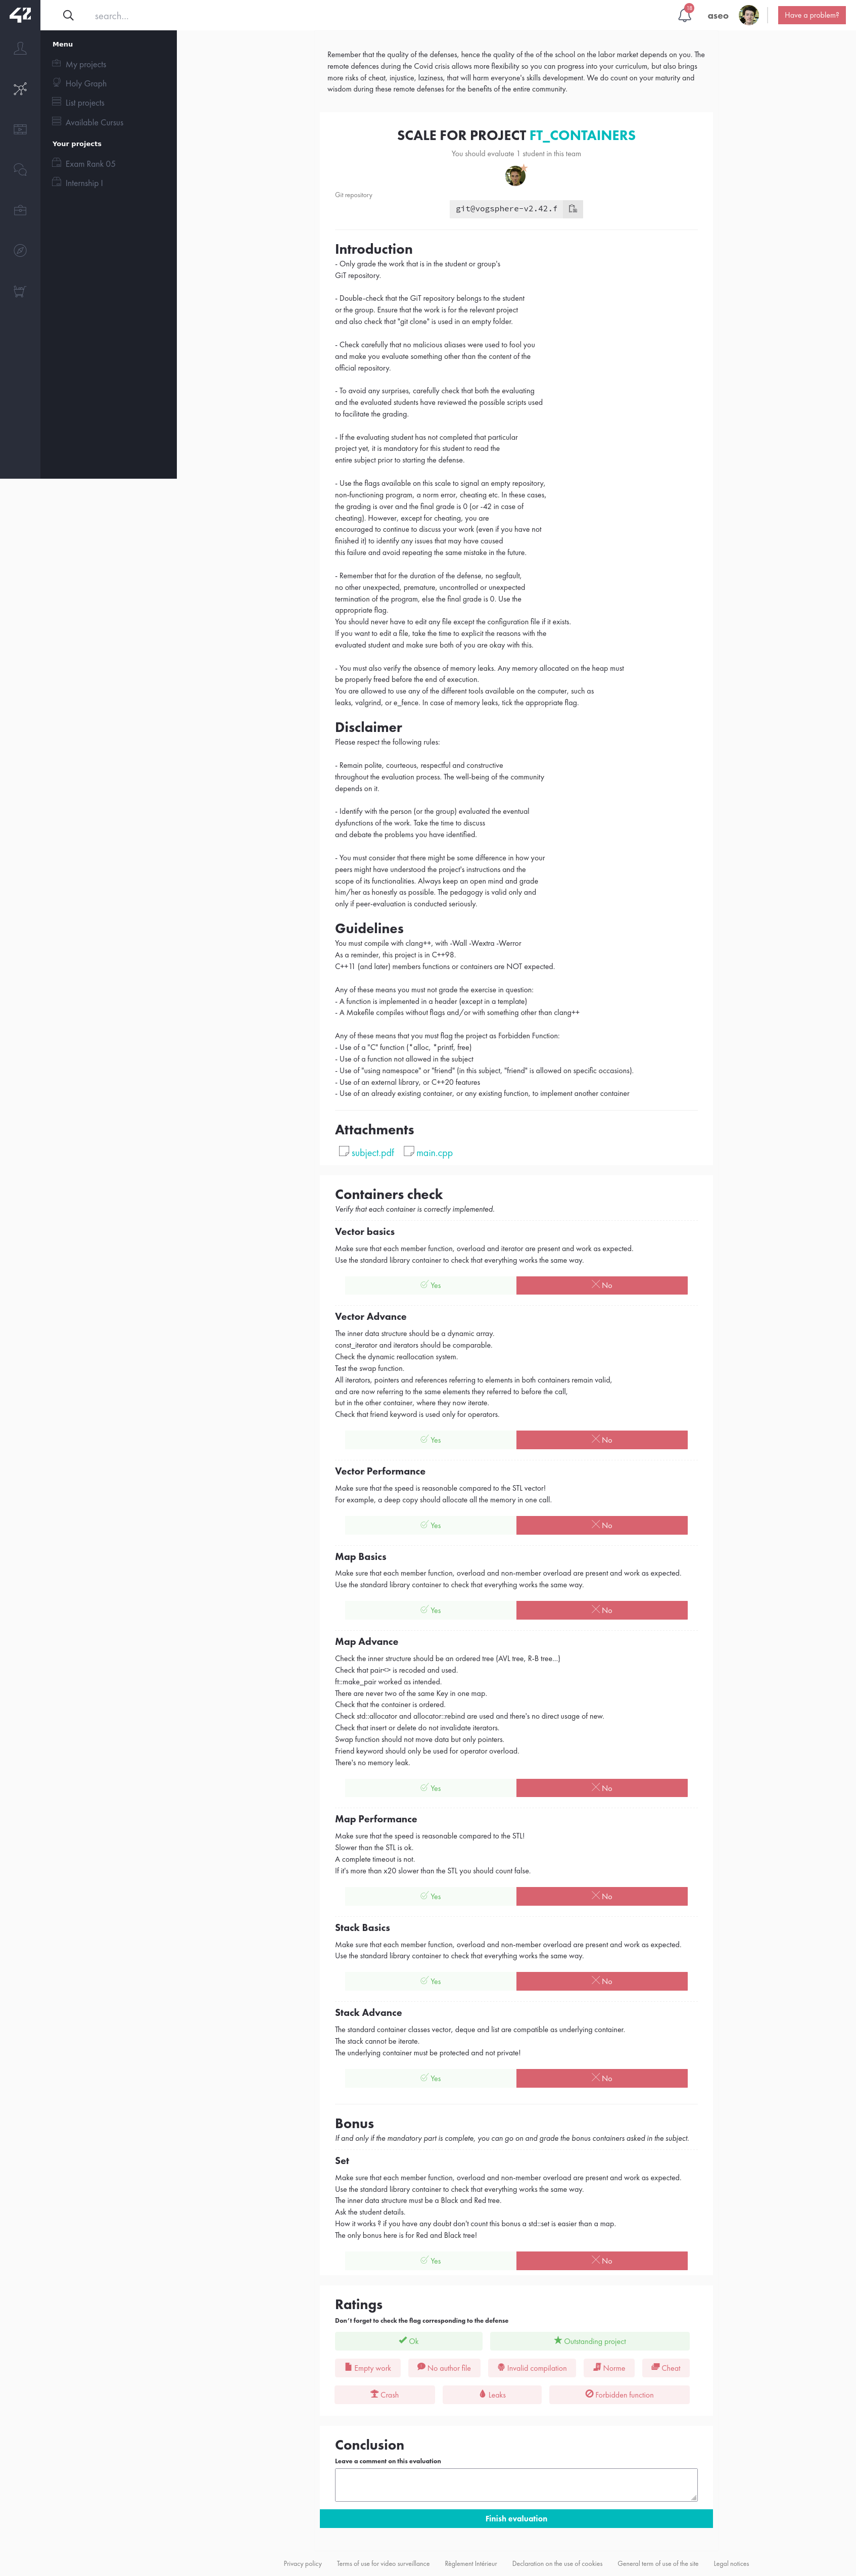 42
search...
18
aseo
Have a problem?
Menu
My projects
Holy Graph
List projects
Available Cursus
Your projects
Exam Rank 05
Internship I
Remember that the quality of the defenses, hence the quality of the of the school on the labor market depends on you. The
remote defences during the Covid crisis allows more flexibility so you can progress into your curriculum, but also brings
more risks of cheat, injustice, laziness, that will harm everyone's skills development. We do count on your maturity and
wisdom during these remote defenses for the benefits of the entire community.
SCALE FOR PROJECT FT_CONTAINERS
You should evaluate 1 student in this team
Git repository
git@vogsphere-v2.42.f
Introduction
- Only grade the work that is in the student or group's
GiT repository.
- Double-check that the GiT repository belongs to the student
or the group. Ensure that the work is for the relevant project
and also check that "git clone" is used in an empty folder.
- Check carefully that no malicious aliases were used to fool you
and make you evaluate something other than the content of the
official repository.
- To avoid any surprises, carefully check that both the evaluating
and the evaluated students have reviewed the possible scripts used
to facilitate the grading.
- If the evaluating student has not completed that particular
project yet, it is mandatory for this student to read the
entire subject prior to starting the defense.
- Use the flags available on this scale to signal an empty repository,
non-functioning program, a norm error, cheating etc. In these cases,
the grading is over and the final grade is 0 (or -42 in case of
cheating). However, except for cheating, you are
encouraged to continue to discuss your work (even if you have not
finished it) to identify any issues that may have caused
this failure and avoid repeating the same mistake in the future.
- Remember that for the duration of the defense, no segfault,
no other unexpected, premature, uncontrolled or unexpected
termination of the program, else the final grade is 0. Use the
appropriate flag.
You should never have to edit any file except the configuration file if it exists.
If you want to edit a file, take the time to explicit the reasons with the
evaluated student and make sure both of you are okay with this.
- You must also verify the absence of memory leaks. Any memory allocated on the heap must
be properly freed before the end of execution.
You are allowed to use any of the different tools available on the computer, such as
leaks, valgrind, or e_fence. In case of memory leaks, tick the appropriate flag.
Disclaimer
Please respect the following rules:
- Remain polite, courteous, respectful and constructive
throughout the evaluation process. The well-being of the community
depends on it.
- Identify with the person (or the group) evaluated the eventual
dysfunctions of the work. Take the time to discuss
and debate the problems you have identified.
- You must consider that there might be some difference in how your
peers might have understood the project's instructions and the
scope of its functionalities. Always keep an open mind and grade
him/her as honestly as possible. The pedagogy is valid only and
only if peer-evaluation is conducted seriously.
Guidelines
You must compile with clang++, with -Wall -Wextra -Werror
As a reminder, this project is in C++98.
C++11 (and later) members functions or containers are NOT expected.
Any of these means you must not grade the exercise in question:
- A function is implemented in a header (except in a template)
- A Makefile compiles without flags and/or with something other than clang++
Any of these means that you must flag the project as Forbidden Function:
- Use of a "C" function (*alloc, *printf, free)
- Use of a function not allowed in the subject
- Use of "using namespace" or "friend" (in this subject, "friend" is allowed on specific occasions).
- Use of an external library, or C++20 features
- Use of an already existing container, or any existing function, to implement another container
Attachments
subject.pdf main.cpp
Containers check
Verify that each container is correctly implemented.
Vector basics
Make sure that each member function, overload and iterator are present and work as expected.
Use the standard library container to check that everything works the same way.
Yes No
Vector Advance
The inner data structure should be a dynamic array.
const_iterator and iterators should be comparable.
Check the dynamic reallocation system.
Test the swap function.
All iterators, pointers and references referring to elements in both containers remain valid,
and are now referring to the same elements they referred to before the call,
but in the other container, where they now iterate.
Check that friend keyword is used only for operators.
Yes No
Vector Performance
Make sure that the speed is reasonable compared to the STL vector!
For example, a deep copy should allocate all the memory in one call.
Yes No
Map Basics
Make sure that each member function, overload and non-member overload are present and work as expected.
Use the standard library container to check that everything works the same way.
Yes No
Map Advance
Check the inner structure should be an ordered tree (AVL tree, R-B tree...)
Check that pair<> is recoded and used.
ft::make_pair worked as intended.
There are never two of the same Key in one map.
Check that the container is ordered.
Check std::allocator and allocator::rebind are used and there's no direct usage of new.
Check that insert or delete do not invalidate iterators.
Swap function should not move data but only pointers.
Friend keyword should only be used for operator overload.
There's no memory leak.
Yes No
Map Performance
Make sure that the speed is reasonable compared to the STL!
Slower than the STL is ok.
A complete timeout is not.
If it's more than x20 slower than the STL you should count false.
Yes No
Stack Basics
Make sure that each member function, overload and non-member overload are present and work as expected.
Use the standard library container to check that everything works the same way.
Yes No
Stack Advance
The standard container classes vector, deque and list are compatible as underlying container.
The stack cannot be iterate.
The underlying container must be protected and not private!
Yes No
Bonus
If and only if the mandatory part is complete, you can go on and grade the bonus containers asked in the subject.
Set
Make sure that each member function, overload and non-member overload are present and work as expected.
Use the standard library container to check that everything works the same way.
The inner data structure must be a Black and Red tree.
Ask the student details.
How it works ? if you have any doubt don't count this bonus a std::set is easier than a map.
The only bonus here is for Red and Black tree!
Yes No
Ratings
Don't forget to check the flag corresponding to the defense
Ok Outstanding project
Empty work No author file Invalid compilation Norme Cheat
Crash Leaks Forbidden function
Conclusion
Leave a comment on this evaluation
Finish evaluation
Privacy policy Terms of use for video surveillance Règlement Intérieur Declaration on the use of cookies General term of use of the site Legal notices